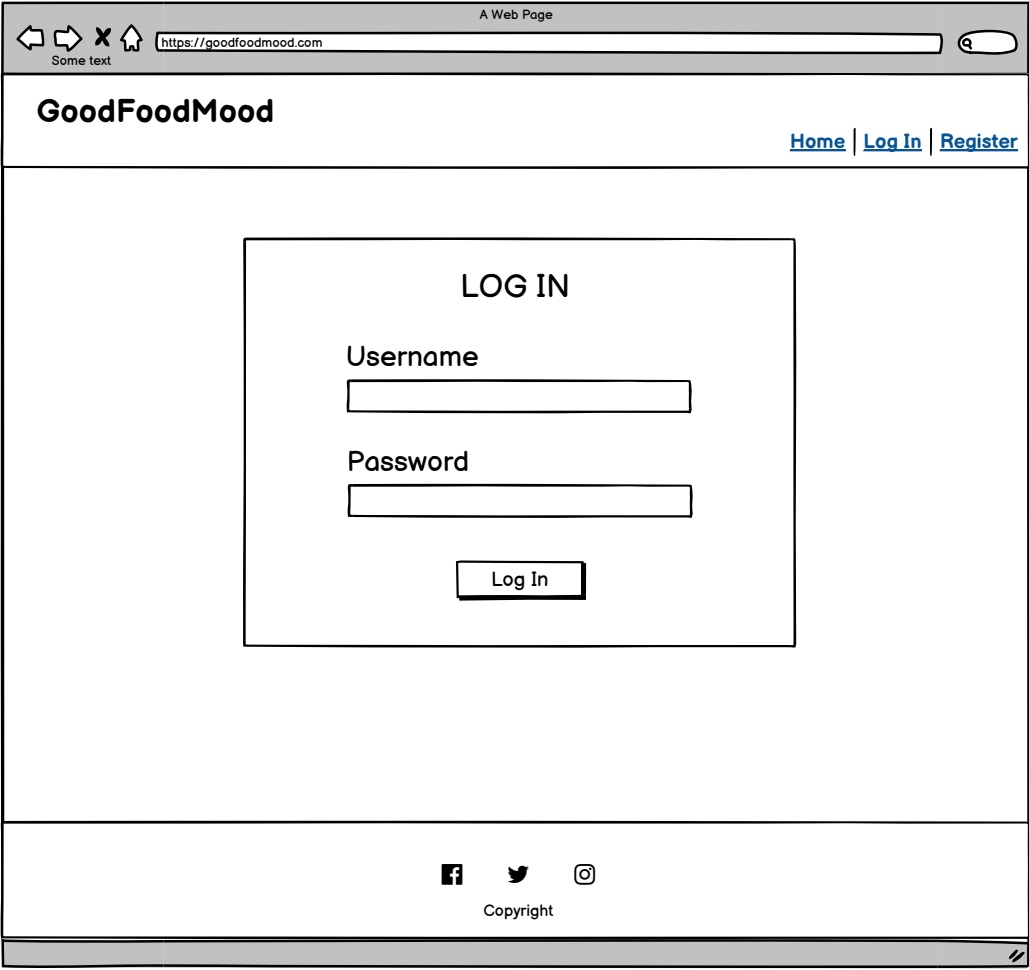 A Web Page
https://goodfoodmood.com
Some text
GoodFoodMood
Home | Log In | Register
LOG IN
Username
Password
Log In
Copyright